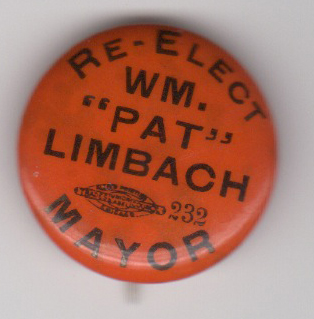 RE-ELECT
WM.
"PAT"
LIMBACH
232
MAYOR